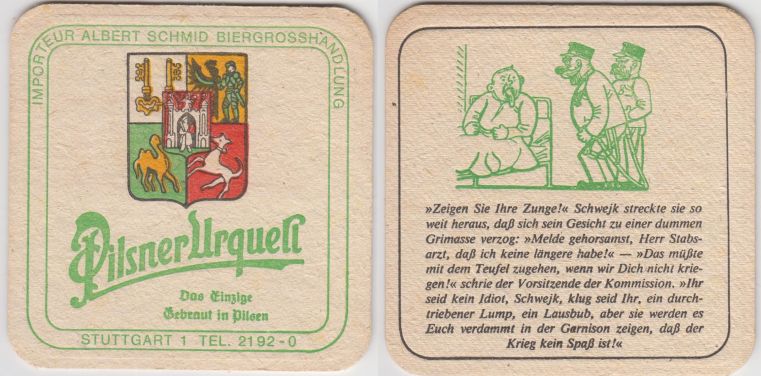 IMPORTEUR ALBERT SCHMID BIERGROSSHANDLUNG
Pilsner Urquell
Das Einzige
Gebraut in Pilsen
STUTTGART 1 TEL. 2192-0
»Zeigen Sie Ihre Zunge!« Schwejk streckte sie so
weit heraus, daß sich sein Gesicht zu einer dummen
Grimasse verzog: »Melde gehorsamst, Herr Stabs-
arzt, daß ich keine längere habe!« — »Das müßte
mit dem Teufel zugehen, wenn wir Dich nicht krie-
gen!« schrie der Vorsitzende der Kommission. »Ihr
seid kein Idiot, Schwejk, klug seid Ihr, ein durch-
triebener Lump, ein Lausbub, aber sie werden es
Euch verdammt in der Garnison zeigen, daß der
Krieg kein Spaß ist!«